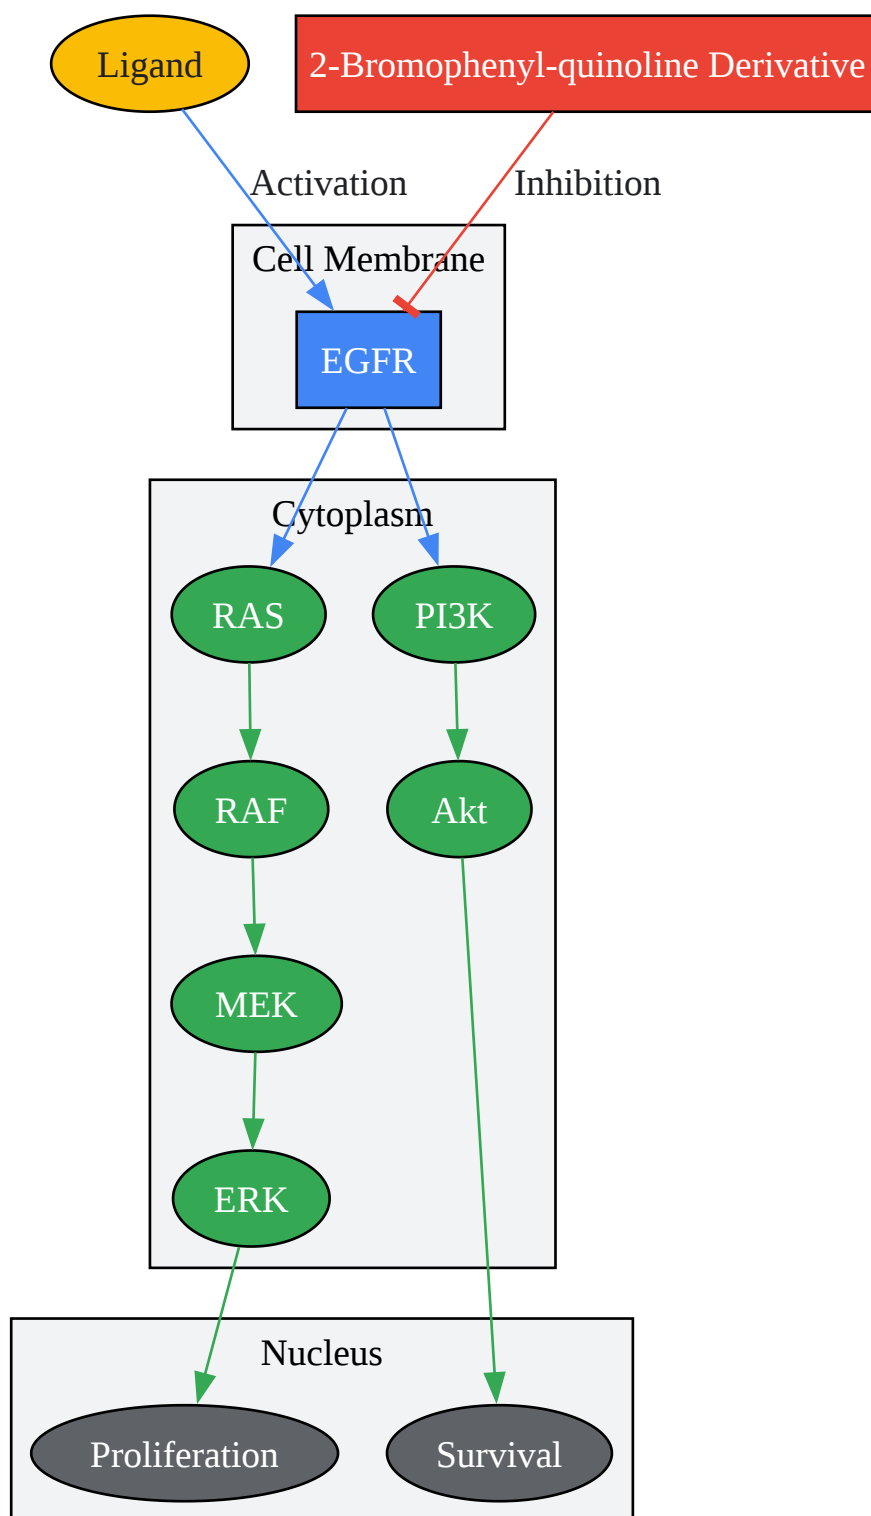 Ligand
2-Bromophenyl-quinoline Derivative
Activation
Inhibition
Cell Membrane
EGFR
Cytoplasm
RAS
PI3K
RAF
Akt
MEK
ERK
Nucleus
Proliferation
Survival